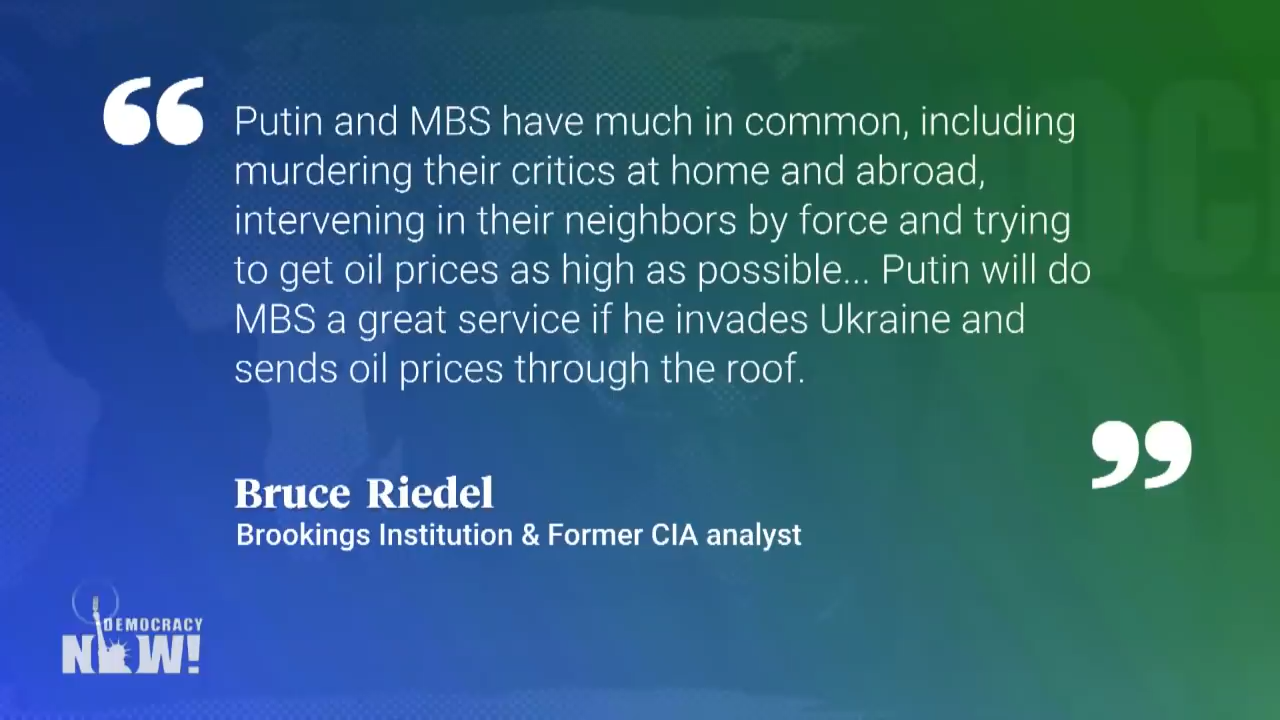 “
Putin and MBS have much in common, including
murdering their critics at home and abroad,
intervening in their neighbors by force and trying
to get oil prices as high as possible... Putin will do
MBS a great service if he invades Ukraine and
sends oil prices through the roof.
”
Bruce Riedel
Brookings Institution & Former CIA analyst
DEMOCRACY
NOW!